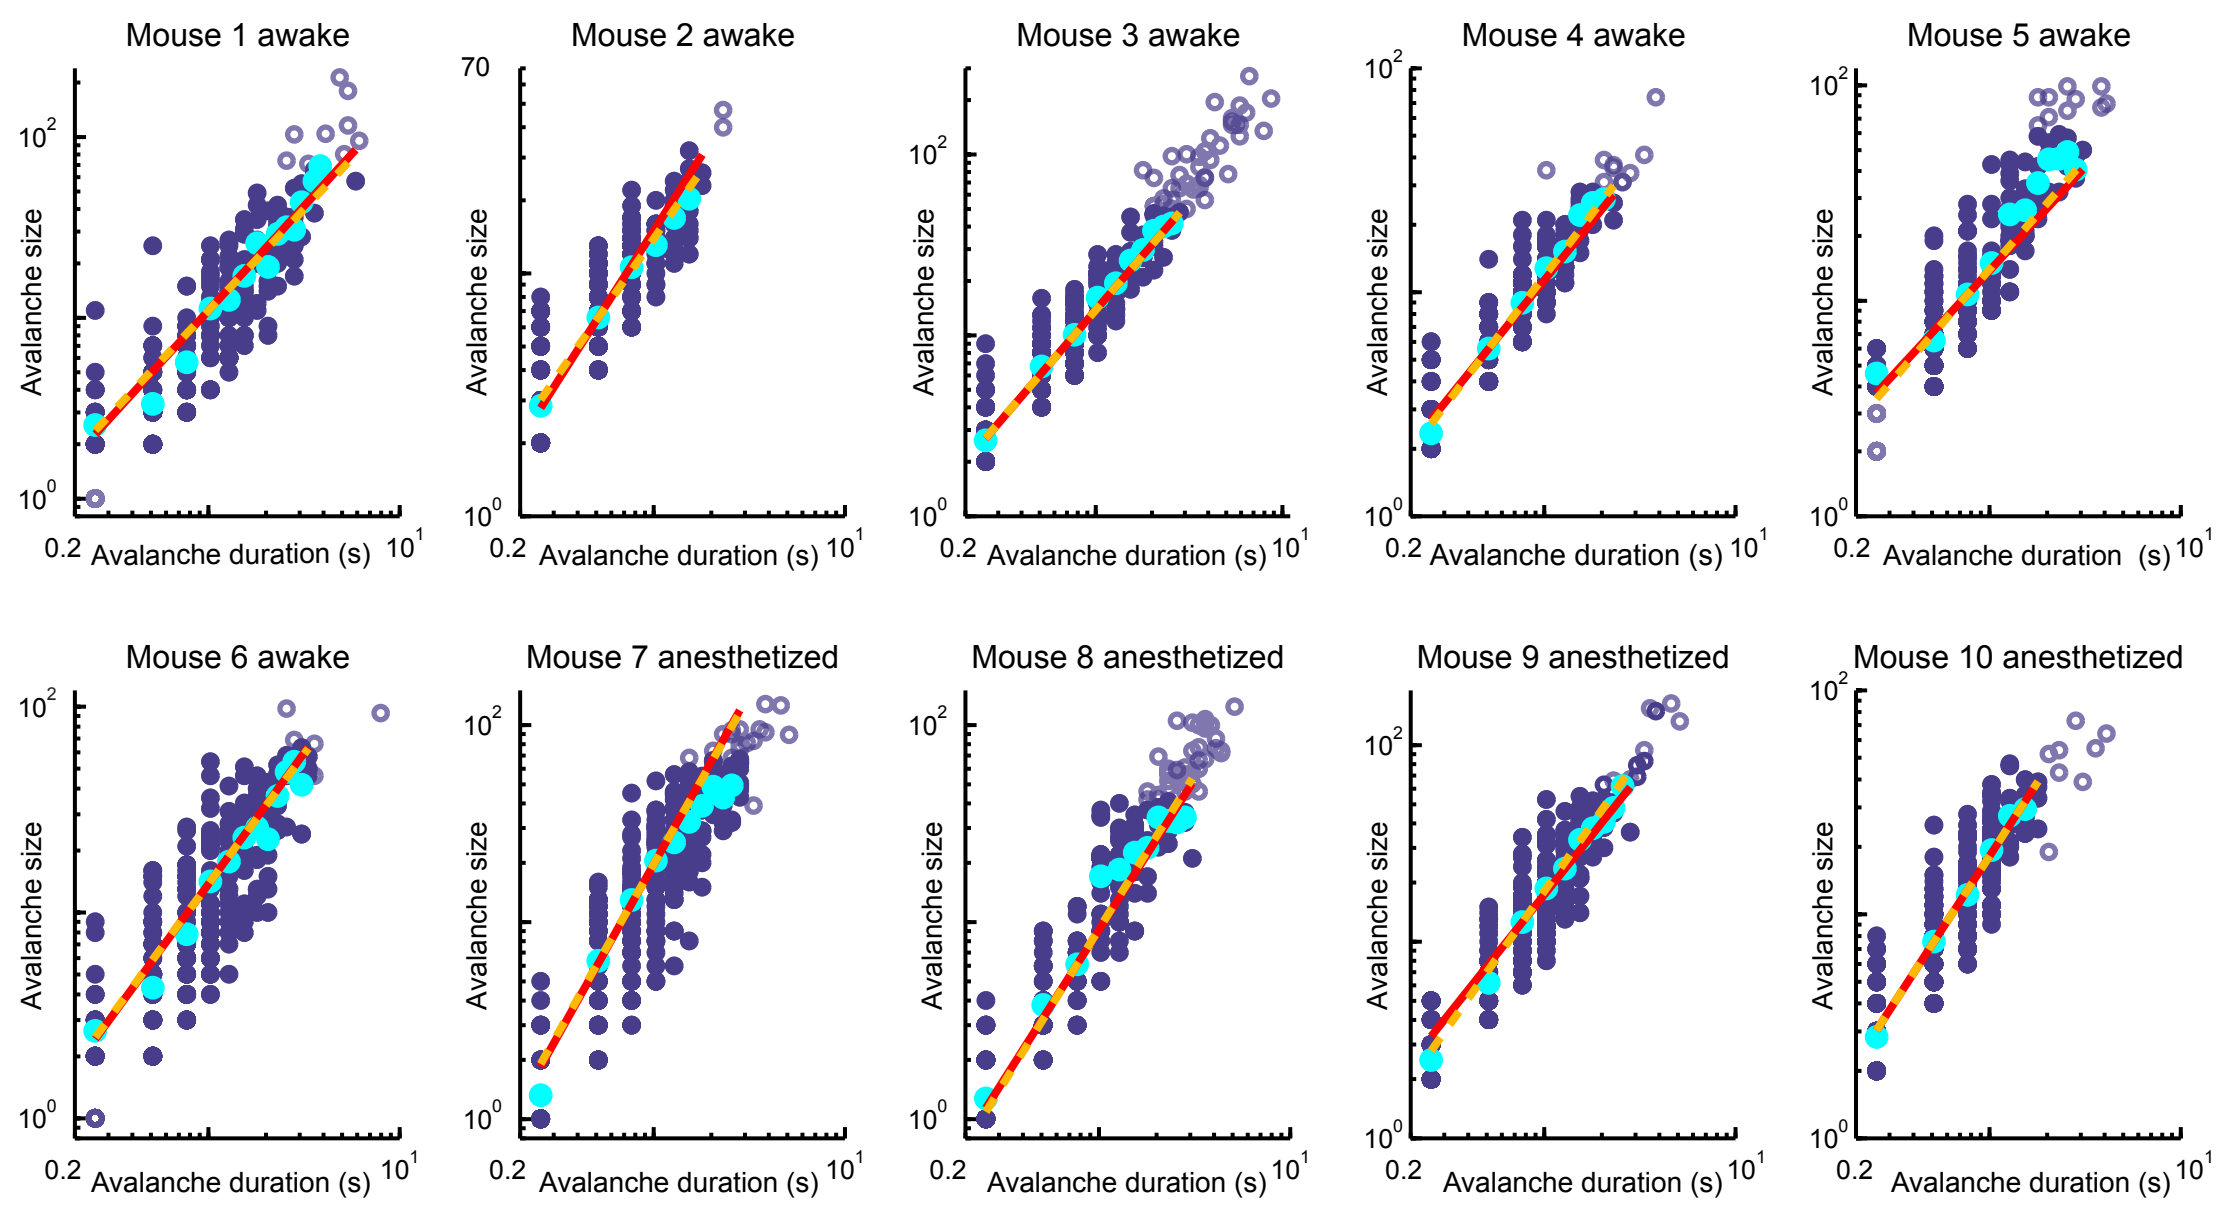 Mouse 1 awake
Mouse 2 awake
Mouse 3 awake
Mouse 4 awake
Mouse 5 awake
Avalanche size
10^2
10^0
0.2
Avalanche duration (s)
10^1
Avalanche size
70
10^0
0.2
Avalanche duration (s)
10^1
Avalanche size
10^2
10^0
0.2
Avalanche duration (s)
10^1
Avalanche size
10^2
10^0
0.2
Avalanche duration (s)
10^1
Avalanche size
10^2
10^0
0.2
Avalanche duration (s)
10^1
Mouse 6 awake
Mouse 7 anesthetized
Mouse 8 anesthetized
Mouse 9 anesthetized
Mouse 10 anesthetized
Avalanche size
10^2
10^0
0.2
Avalanche duration (s)
10^1
Avalanche size
10^2
10^0
0.2
Avalanche duration (s)
10^1
Avalanche size
10^2
10^0
0.2
Avalanche duration (s)
10^1
Avalanche size
10^2
10^0
0.2
Avalanche duration (s)
10^1
Avalanche size
10^2
10^0
0.2
Avalanche duration (s)
10^1